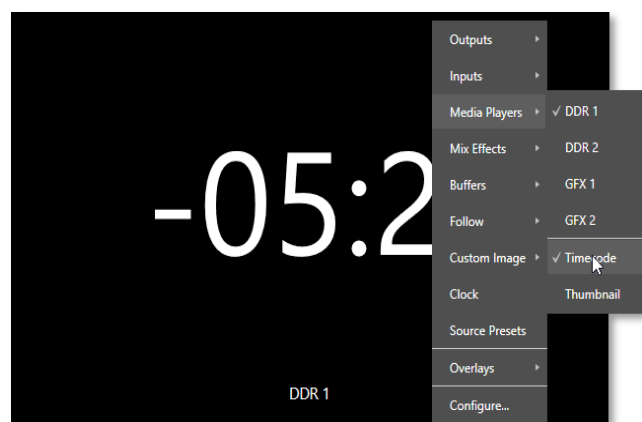 -05:2
DDR 1
Outputs
Inputs
Media Players
Mix Effects
Buffers
Follow
Custom Image
Clock
Source Presets
Overlays
Configure...
✓ DDR 1
DDR 2
GFX 1
GFX 2
✓ Timecode
Thumbnail